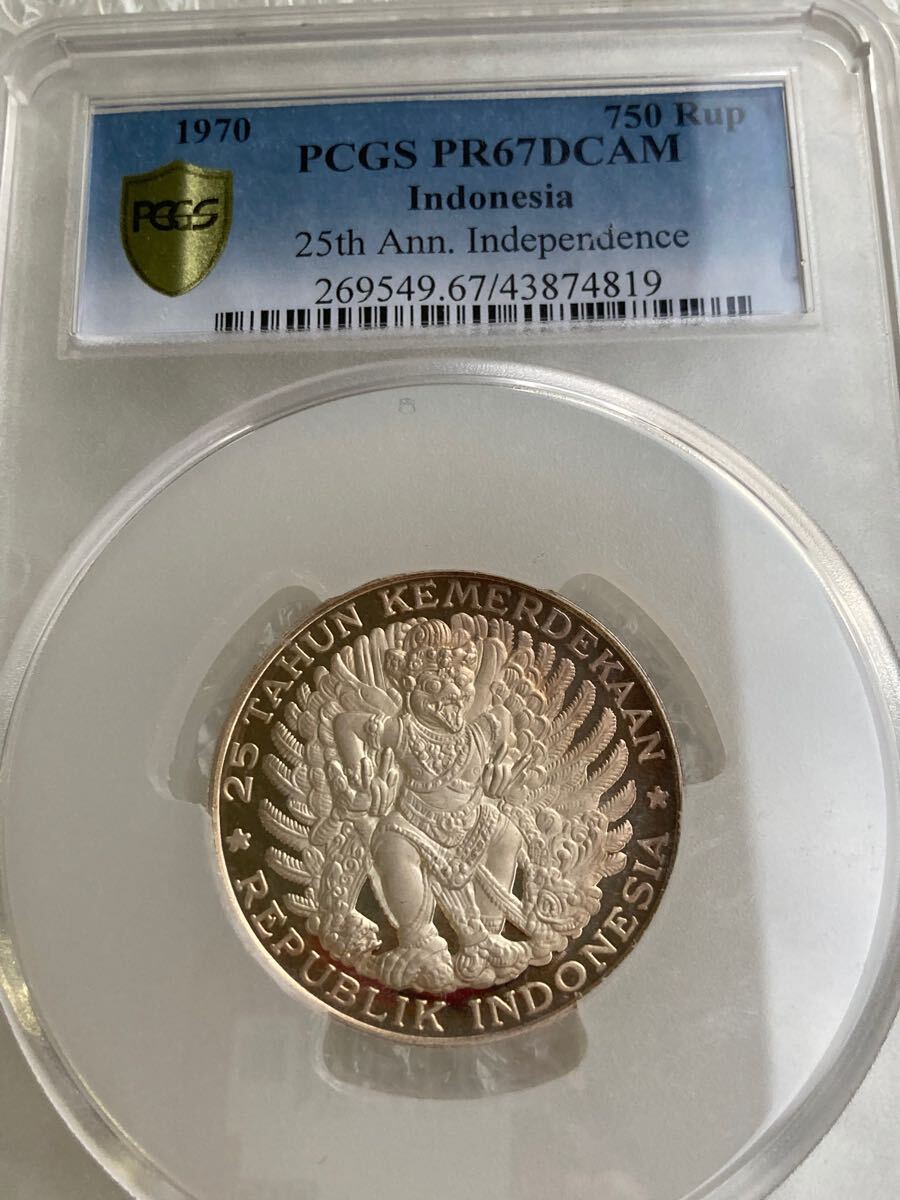 1970 750 Rup
PCGS PR67DCAM
Indonesia
25th Ann. Independence
269549.67/43874819
PCGS
25 TAHUN KEMERDEKAAN
REPUBLIK INDONESIA